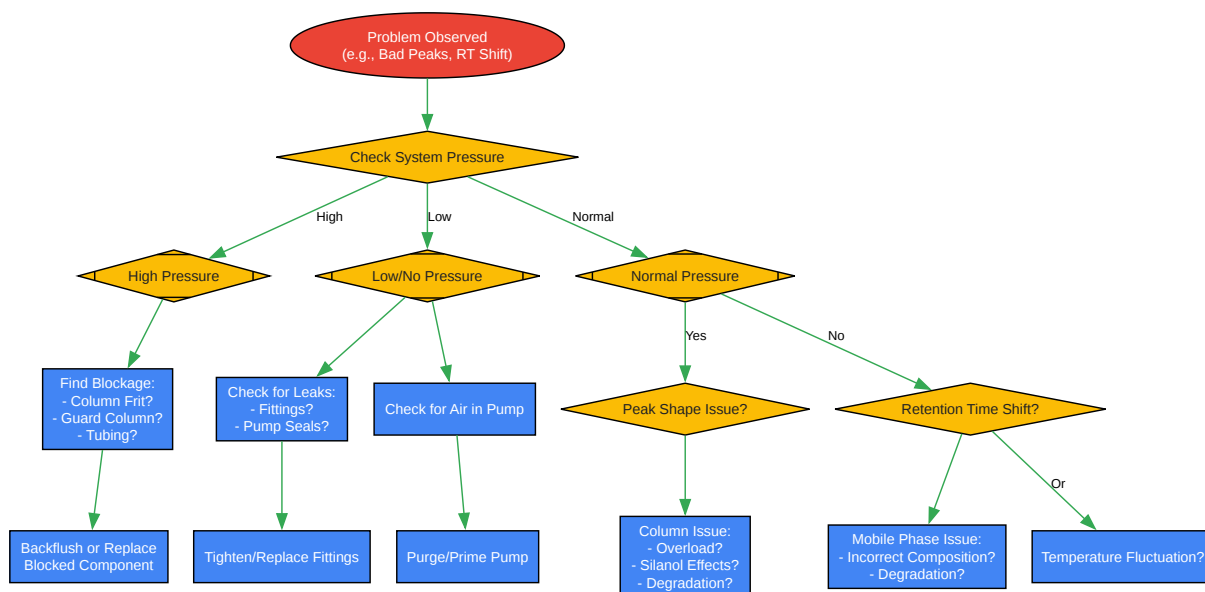 Problem Observed
(e.g., Bad Peaks, RT Shift)
Check System Pressure
High
Low
Normal
High Pressure
Low/No Pressure
Normal Pressure
Yes
No
Find Blockage:
- Column Frit?
- Guard Column?
- Tubing?
Check for Leaks:
- Fittings?
- Pump Seals?
Check for Air in Pump
Peak Shape Issue?
Retention Time Shift?
Or
Backflush or Replace
Blocked Component
Tighten/Replace Fittings
Purge/Prime Pump
Column Issue:
- Overload?
- Silanol Effects?
- Degradation?
Mobile Phase Issue:
- Incorrect Composition?
- Degradation?
Temperature Fluctuation?